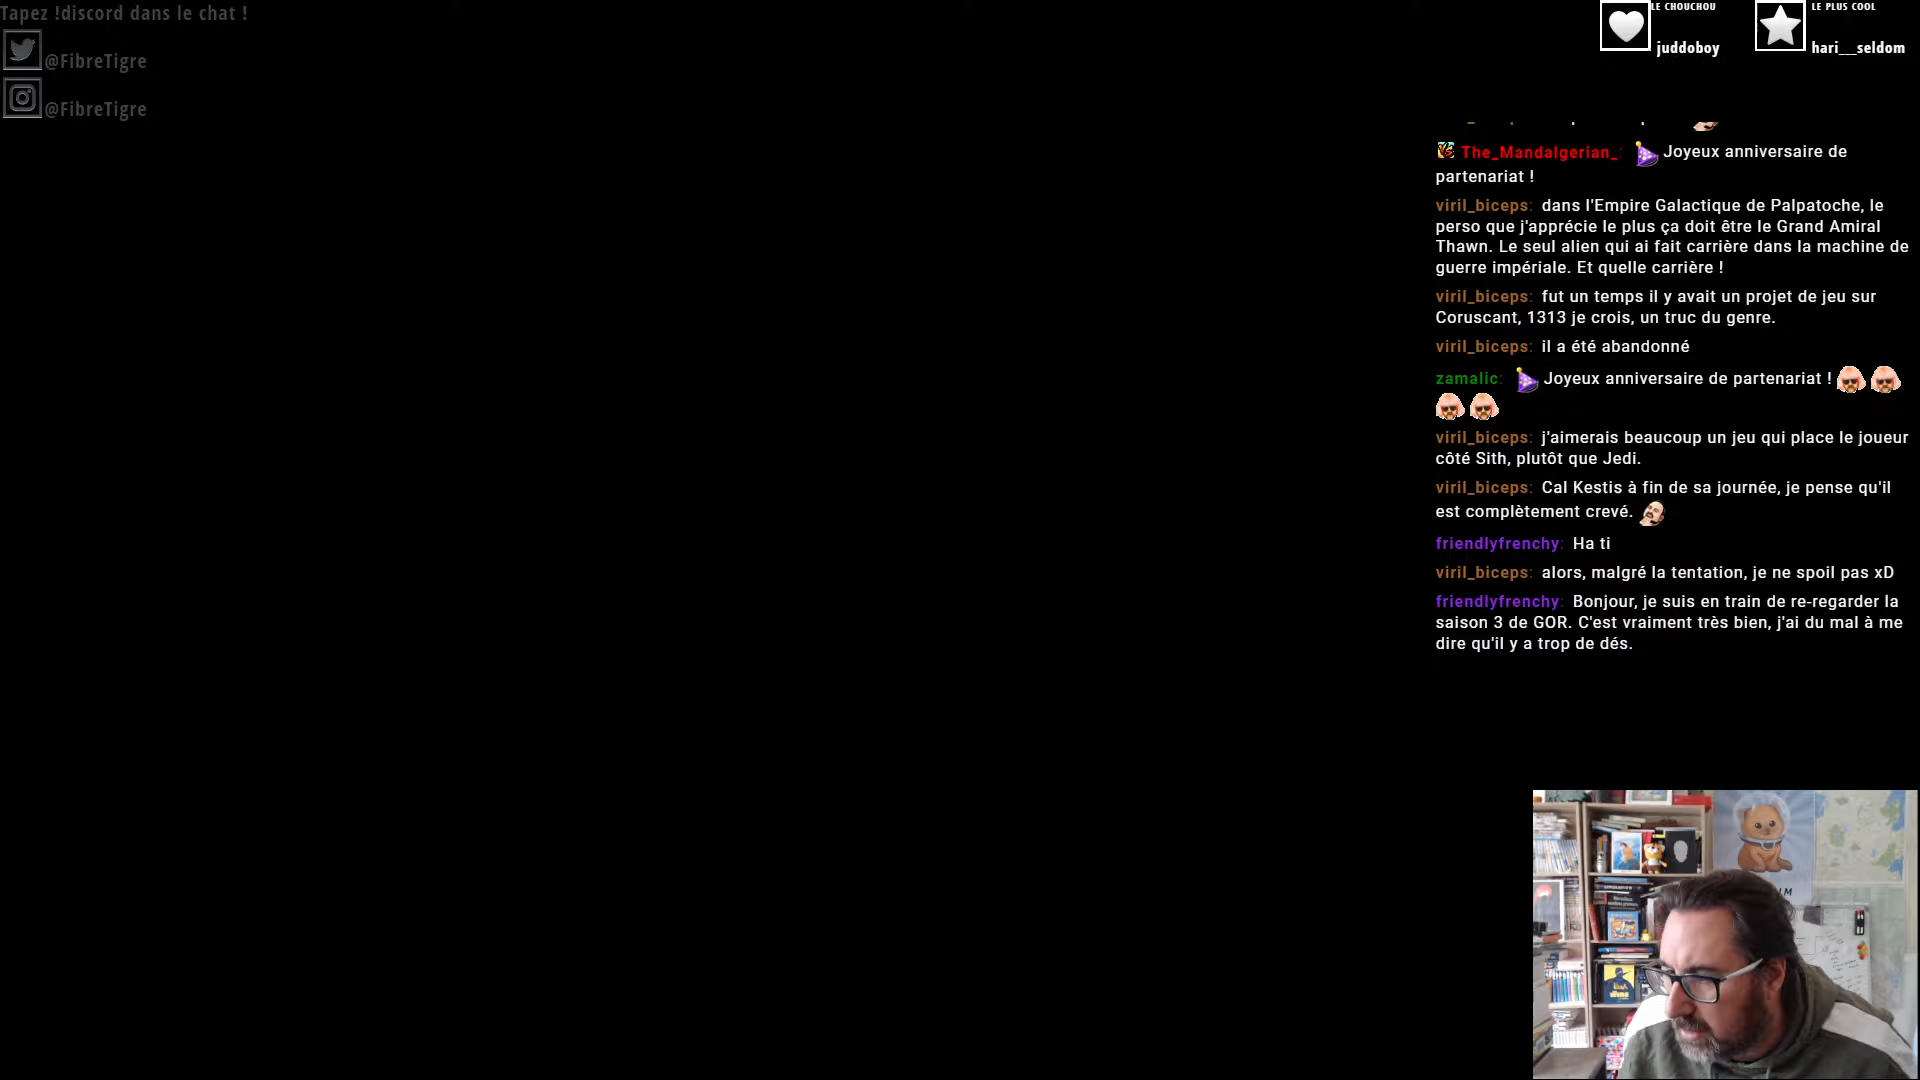 Tapez !discord dans le chat !
@FibreTigre
@FibreTigre
LE CHOUCHOU
juddoboy
LE PLUS COOL
hari___seldom
The_Mandalgerian_: Joyeux anniversaire de
partenariat !
viril_biceps: dans l'Empire Galactique de Palpatoche, le
perso que j'apprécie le plus ça doit être le Grand Amiral
Thawn. Le seul alien qui ai fait carrière dans la machine de
guerre impériale. Et quelle carrière !
viril_biceps: fut un temps il y avait un projet de jeu sur
Coruscant, 1313 je crois, un truc du genre.
viril_biceps: il a été abandonné
zamalic: Joyeux anniversaire de partenariat !
viril_biceps: j'aimerais beaucoup un jeu qui place le joueur
côté Sith, plutôt que Jedi.
viril_biceps: Cal Kestis à fin de sa journée, je pense qu'il
est complètement crevé.
friendlyfrenchy: Ha ti
viril_biceps: alors, malgré la tentation, je ne spoil pas xD
friendlyfrenchy: Bonjour, je suis en train de re-regarder la
saison 3 de GOR. C'est vraiment très bien, j'ai du mal à me
dire qu'il y a trop de dés.